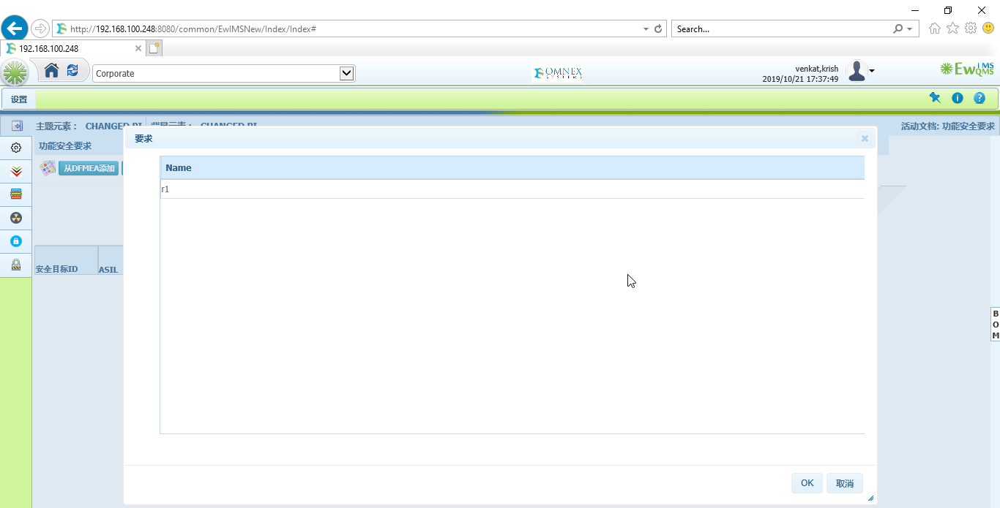 http://192.168.100.248:8080/common/EwIMSNew/Index/Index#
Search...
192.168.100.248
Corporate
OMNEX
SYSTEMS
venkat,krish
2019/10/21 17:37:49
EwIMS
QMS
设置
主题元素： CHANGED PI 背景元素： CHANGED PI
活动文档: 功能安全要求
功能安全要求
从DFMEA添加
要求
Name
r1
安全目标ID
ASIL
B
O
M
OK
取消